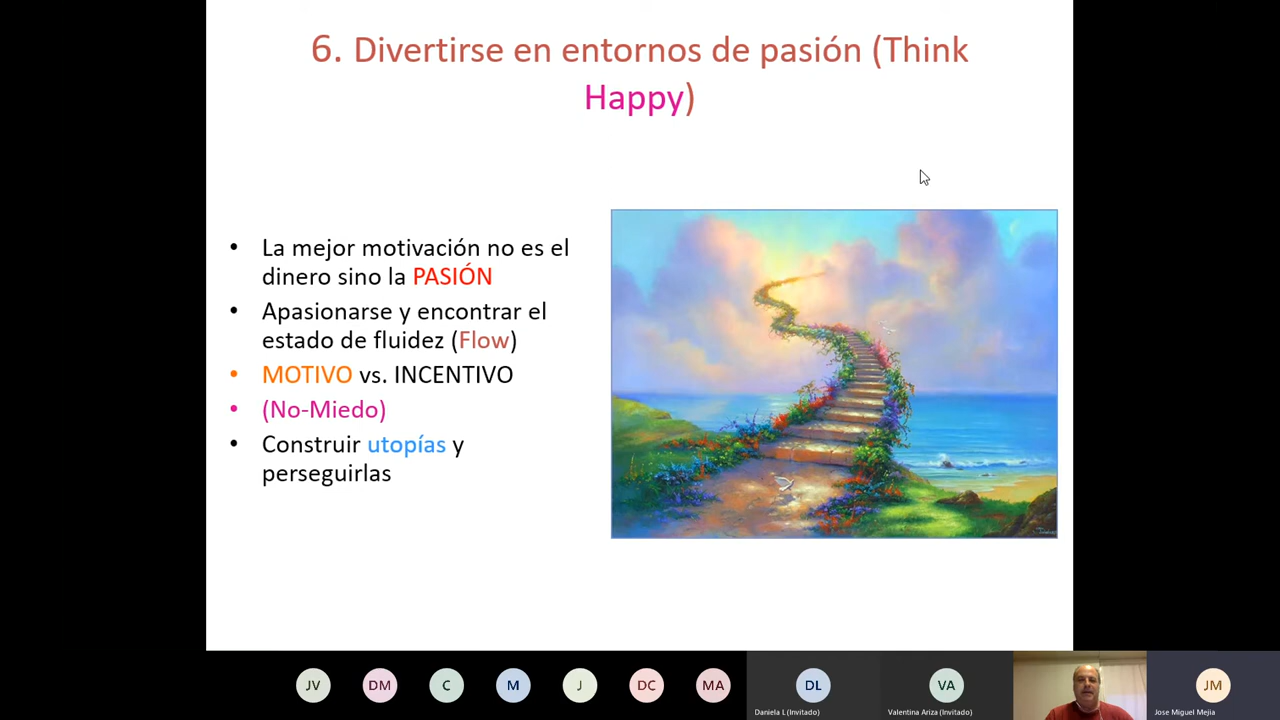 6. Divertirse en entornos de pasión (Think
Happy)
• La mejor motivación no es el
dinero sino la PASIÓN
• Apasionarse y encontrar el
estado de fluidez (Flow)
• MOTIVO vs. INCENTIVO
• (No-Miedo)
• Construir utopías y
perseguirlas
JV
DM
C
M
J
DC
MA
DL
VA
JM
Daniela L (Invitado)
Valentina Ariza (Invitado)
Jose Miguel Mejia